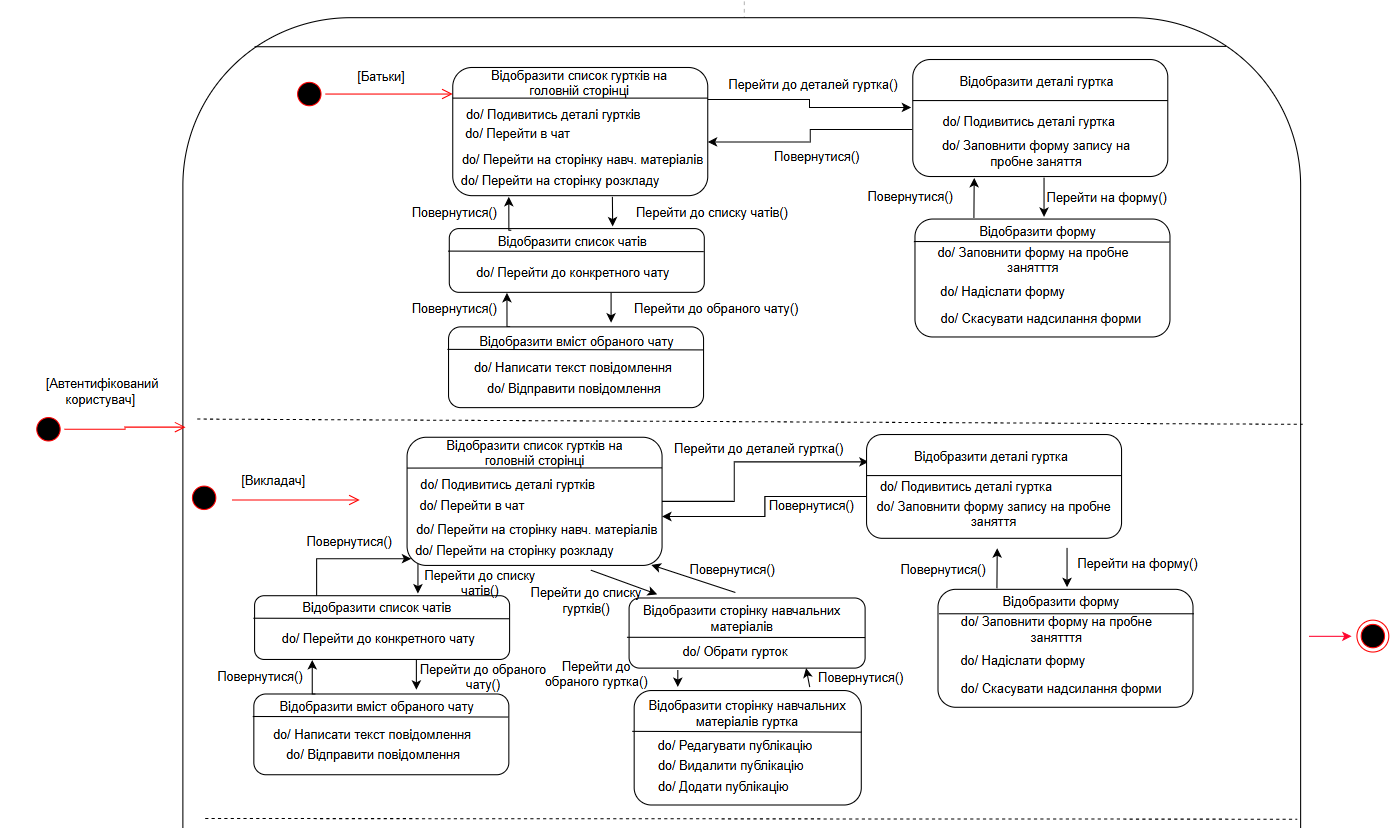 [Батьки]
Відобразити список гуртків на
головній сторінці
do/ Подивитись деталі гуртків
do/ Перейти в чат
do/ Перейти на сторінку навч. матеріалів
do/ Перейти на сторінку розкладу
Перейти до деталей гуртка()
Повернутися()
Відобразити деталі гуртка
do/ Подивитись деталі гуртка
do/ Заповнити форму запису на
пробне заняття
Повернутися()
Перейти на форму()
Відобразити форму
do/ Заповнити форму на пробне
занятття
do/ Надіслати форму
do/ Скасувати надсилання форми
Повернутися()
Перейти до списку чатів()
Відобразити список чатів
do/ Перейти до конкретного чату
Повернутися()
Перейти до обраного чату()
Відобразити вміст обраного чату
do/ Написати текст повідомлення
do/ Відправити повідомлення
[Автентифікований
користувач]
[Викладач]
Відобразити список гуртків на
головній сторінці
do/ Подивитись деталі гуртків
do/ Перейти в чат
do/ Перейти на сторінку навч. матеріалів
do/ Перейти на сторінку розкладу
Перейти до деталей гуртка()
Повернутися()
Відобразити деталі гуртка
do/ Подивитись деталі гуртка
do/ Заповнити форму запису на пробне
заняття
Повернутися()
Перейти на форму()
Відобразити форму
do/ Заповнити форму на пробне
занятття
do/ Надіслати форму
do/ Скасувати надсилання форми
Повернутися()
Перейти до списку
чатів()
Відобразити список чатів
do/ Перейти до конкретного чату
Повернутися()
Перейти до обраного
чату()
Відобразити вміст обраного чату
do/ Написати текст повідомлення
do/ Відправити повідомлення
Перейти до списку
гуртків()
Повернутися()
Відобразити сторінку навчальних
матеріалів
do/ Обрати гурток
Перейти до
обраного гуртка()
Повернутися()
Відобразити сторінку навчальних
матеріалів гуртка
do/ Редагувати публікацію
do/ Видалити публікацію
do/ Додати публікацію